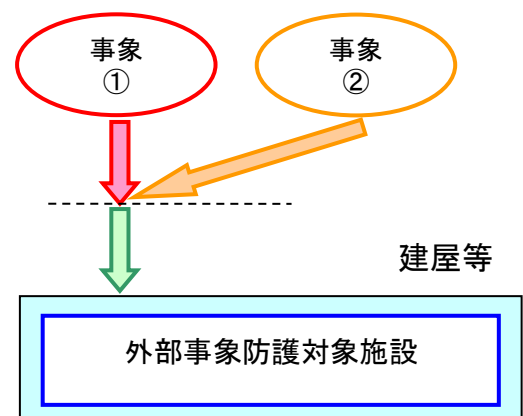 事象
①
事象
②
建屋等
外部事象防護対象施設